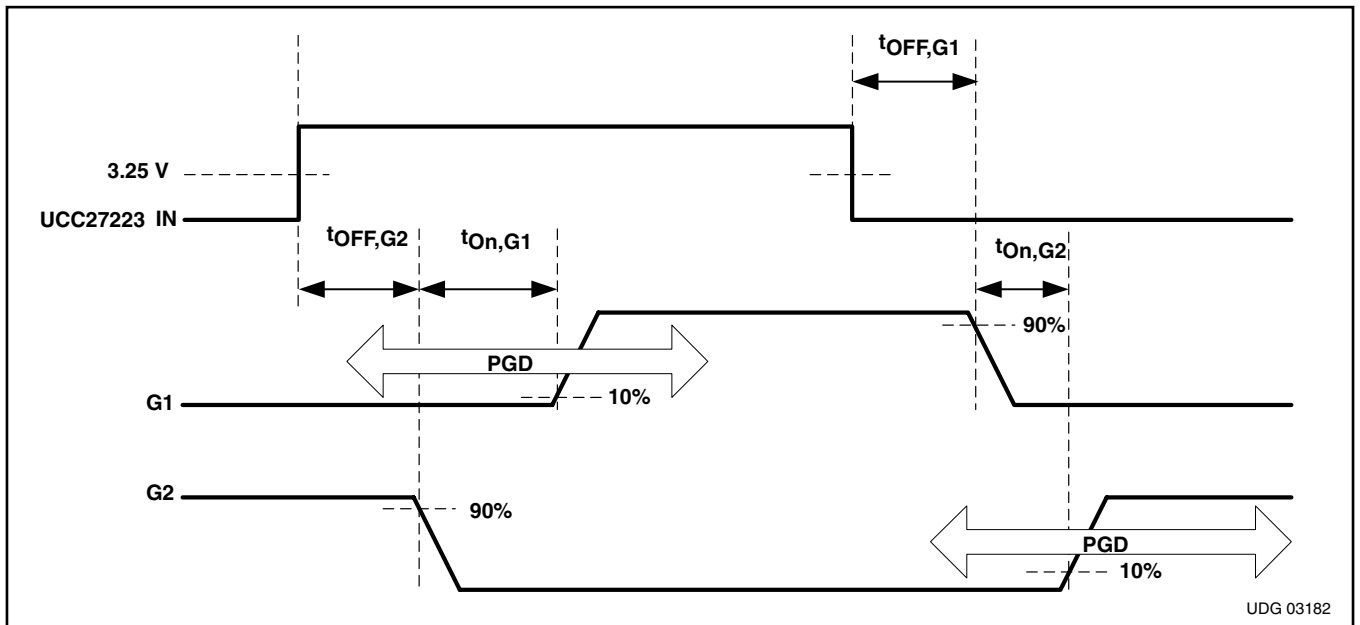 tOFF,G1
3.25 V
UCC27223 IN
tOFF,G2
tOn,G1
tOn,G2
90%
PGD
10%
G1
G2
90%
PGD
10%
UDG 03182